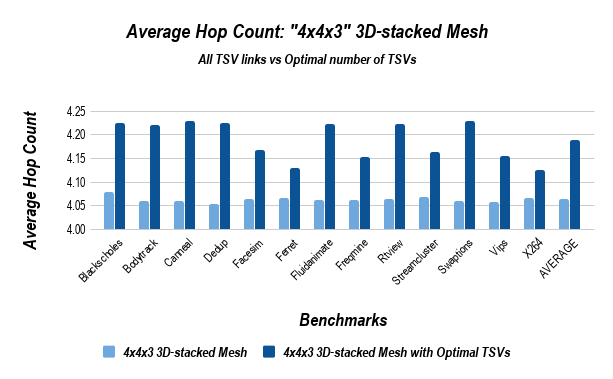 Average Hop Count: "4x4x3" 3D-stacked Mesh
All TSV links vs Optimal number of TSVs
Average Hop Count
4.25
4.20
4.15
4.10
4.05
4.00
Blackscholes
Bodytrack
Canneal
Dedup
Facesim
Ferret
Fluidanimate
Freqmine
Rtview
Streamcluster
Swaptions
Vips
X264
AVERAGE
Benchmarks
4x4x3 3D-stacked Mesh
4x4x3 3D-stacked Mesh with Optimal TSVs